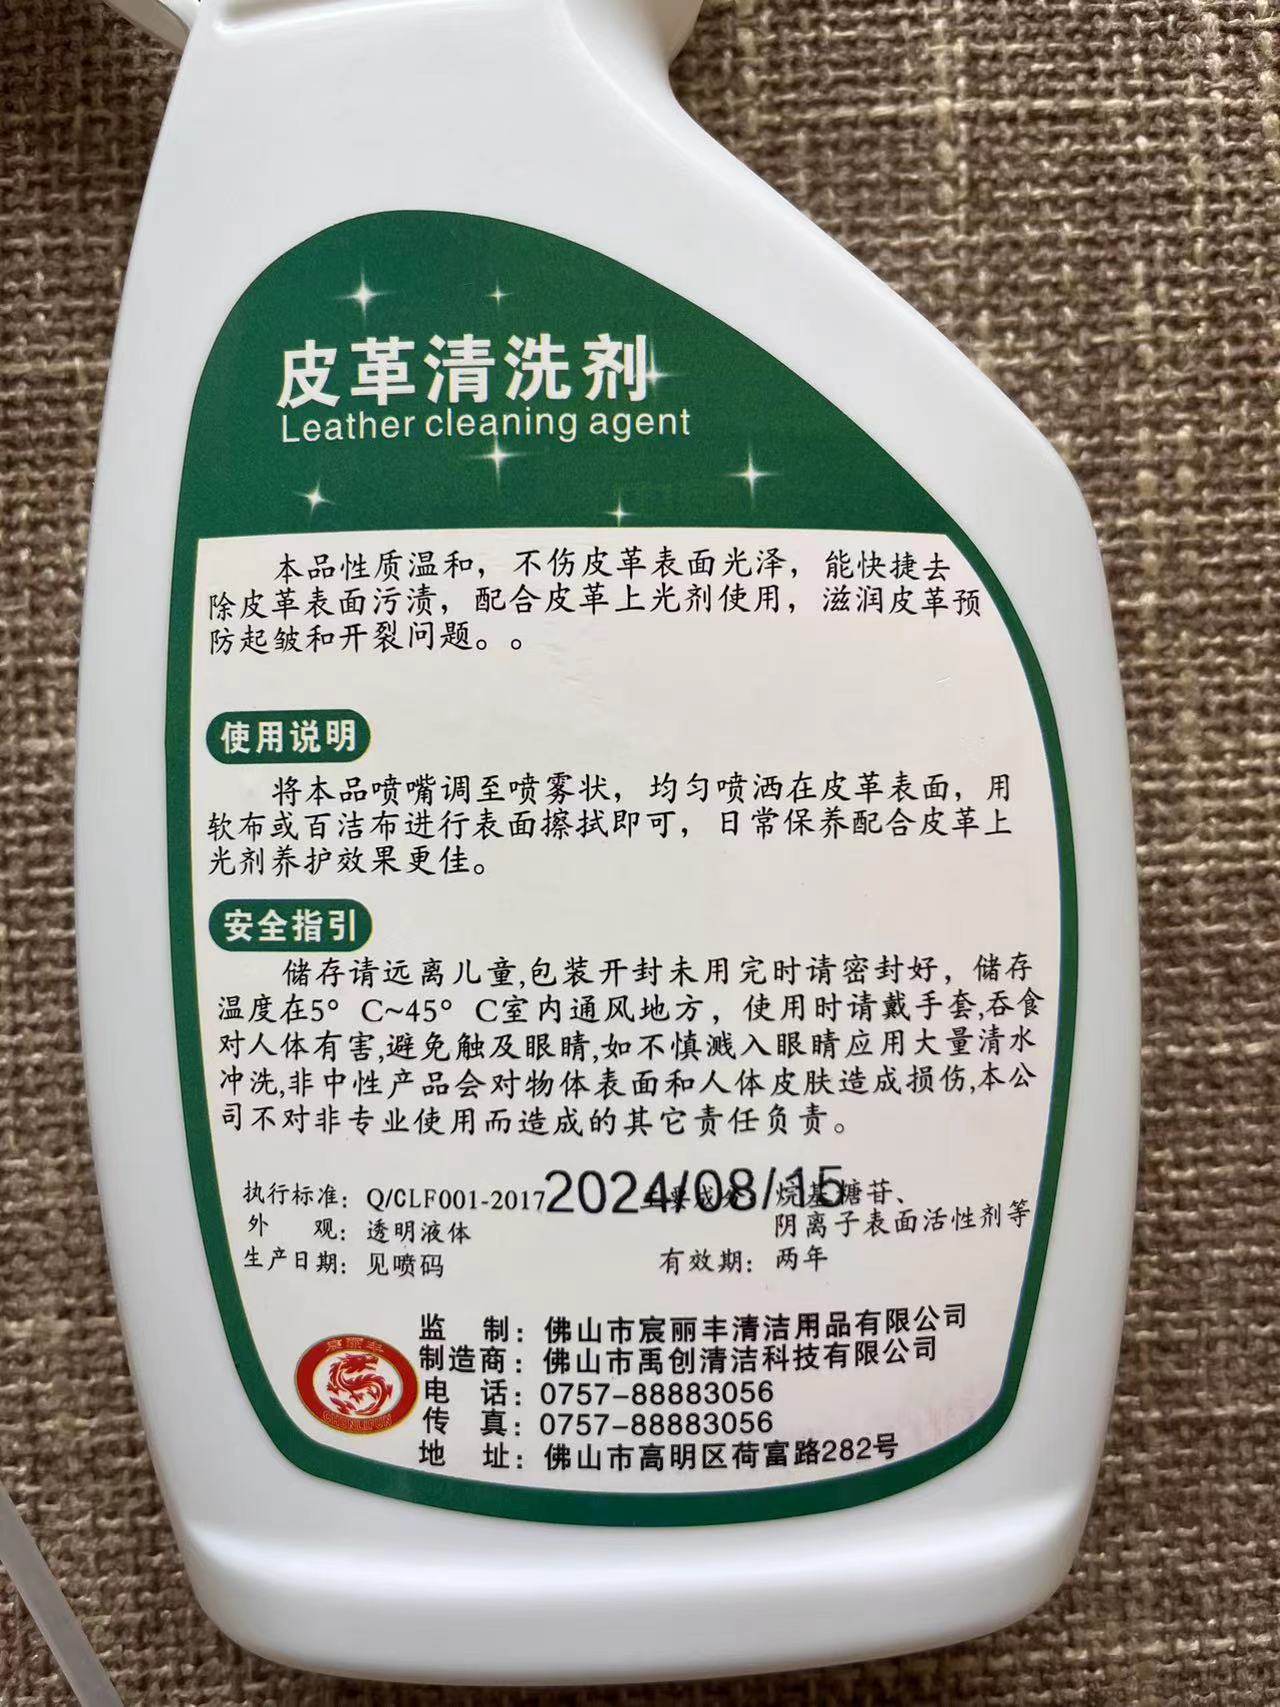 皮革清洗剂
Leather cleaning agent
本品性质温和，不伤皮革表面光泽，能快捷去
除皮革表面污渍，配合皮革上光剂使用，滋润皮革预
防起皱和开裂问题。。
使用说明
将本品喷嘴调至喷雾状，均匀喷洒在皮革表面，用
软布或百洁布进行表面擦拭即可，日常保养配合皮革上
光剂养护效果更佳。
安全指引
储存请远离儿童,包装开封未用完时请密封好，储存
温度在5°C~45°C室内通风地方，使用时请戴手套,吞食
对人体有害,避免触及眼睛,如不慎溅入眼睛应用大量清水
冲洗,非中性产品会对物体表面和人体皮肤造成损伤,本公
司不对非专业使用而造成的其它责任负责。
执行标准：Q/CLF001-2017 主要成分 烷基糖苷、
2024/08/15
外观：透明液体 阴离子表面活性剂等
生产日期：见喷码 有效期：两年
监制：佛山市宸丽丰清洁用品有限公司
制造商：佛山市禹创清洁科技有限公司
电话：0757-88883056
传真：0757-88883056
地址：佛山市高明区荷富路282号
宸丽丰
CHENLIFUN